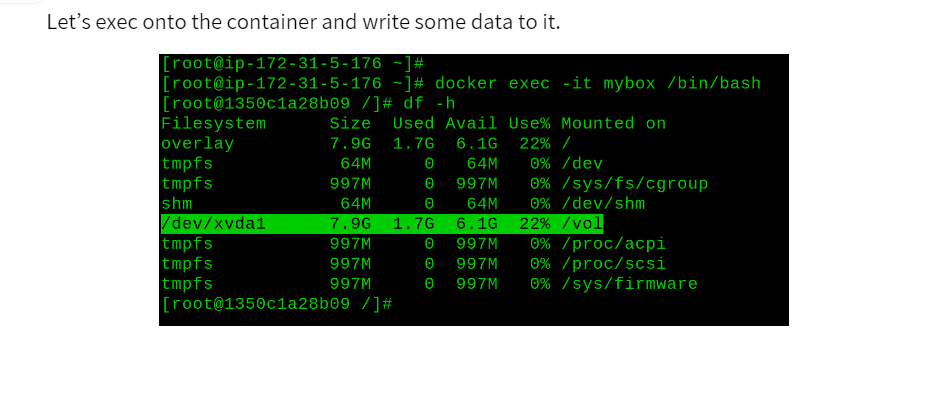 Let’s exec onto the container and write some data to it.
[root@ip-172-31-5-176 ~]#
[root@ip-172-31-5-176 ~]# docker exec -it mybox /bin/bash
[root@1350c1a28b09 /]# df -h
Filesystem      Size  Used Avail Use% Mounted on
overlay         7.9G  1.7G  6.1G  22% /
tmpfs            64M     0   64M   0% /dev
tmpfs           997M     0  997M   0% /sys/fs/cgroup
shm              64M     0   64M   0% /dev/shm
/dev/xvda1      7.9G  1.7G  6.1G  22% /vol
tmpfs           997M     0  997M   0% /proc/acpi
tmpfs           997M     0  997M   0% /proc/scsi
tmpfs           997M     0  997M   0% /sys/firmware
[root@1350c1a28b09 /]#